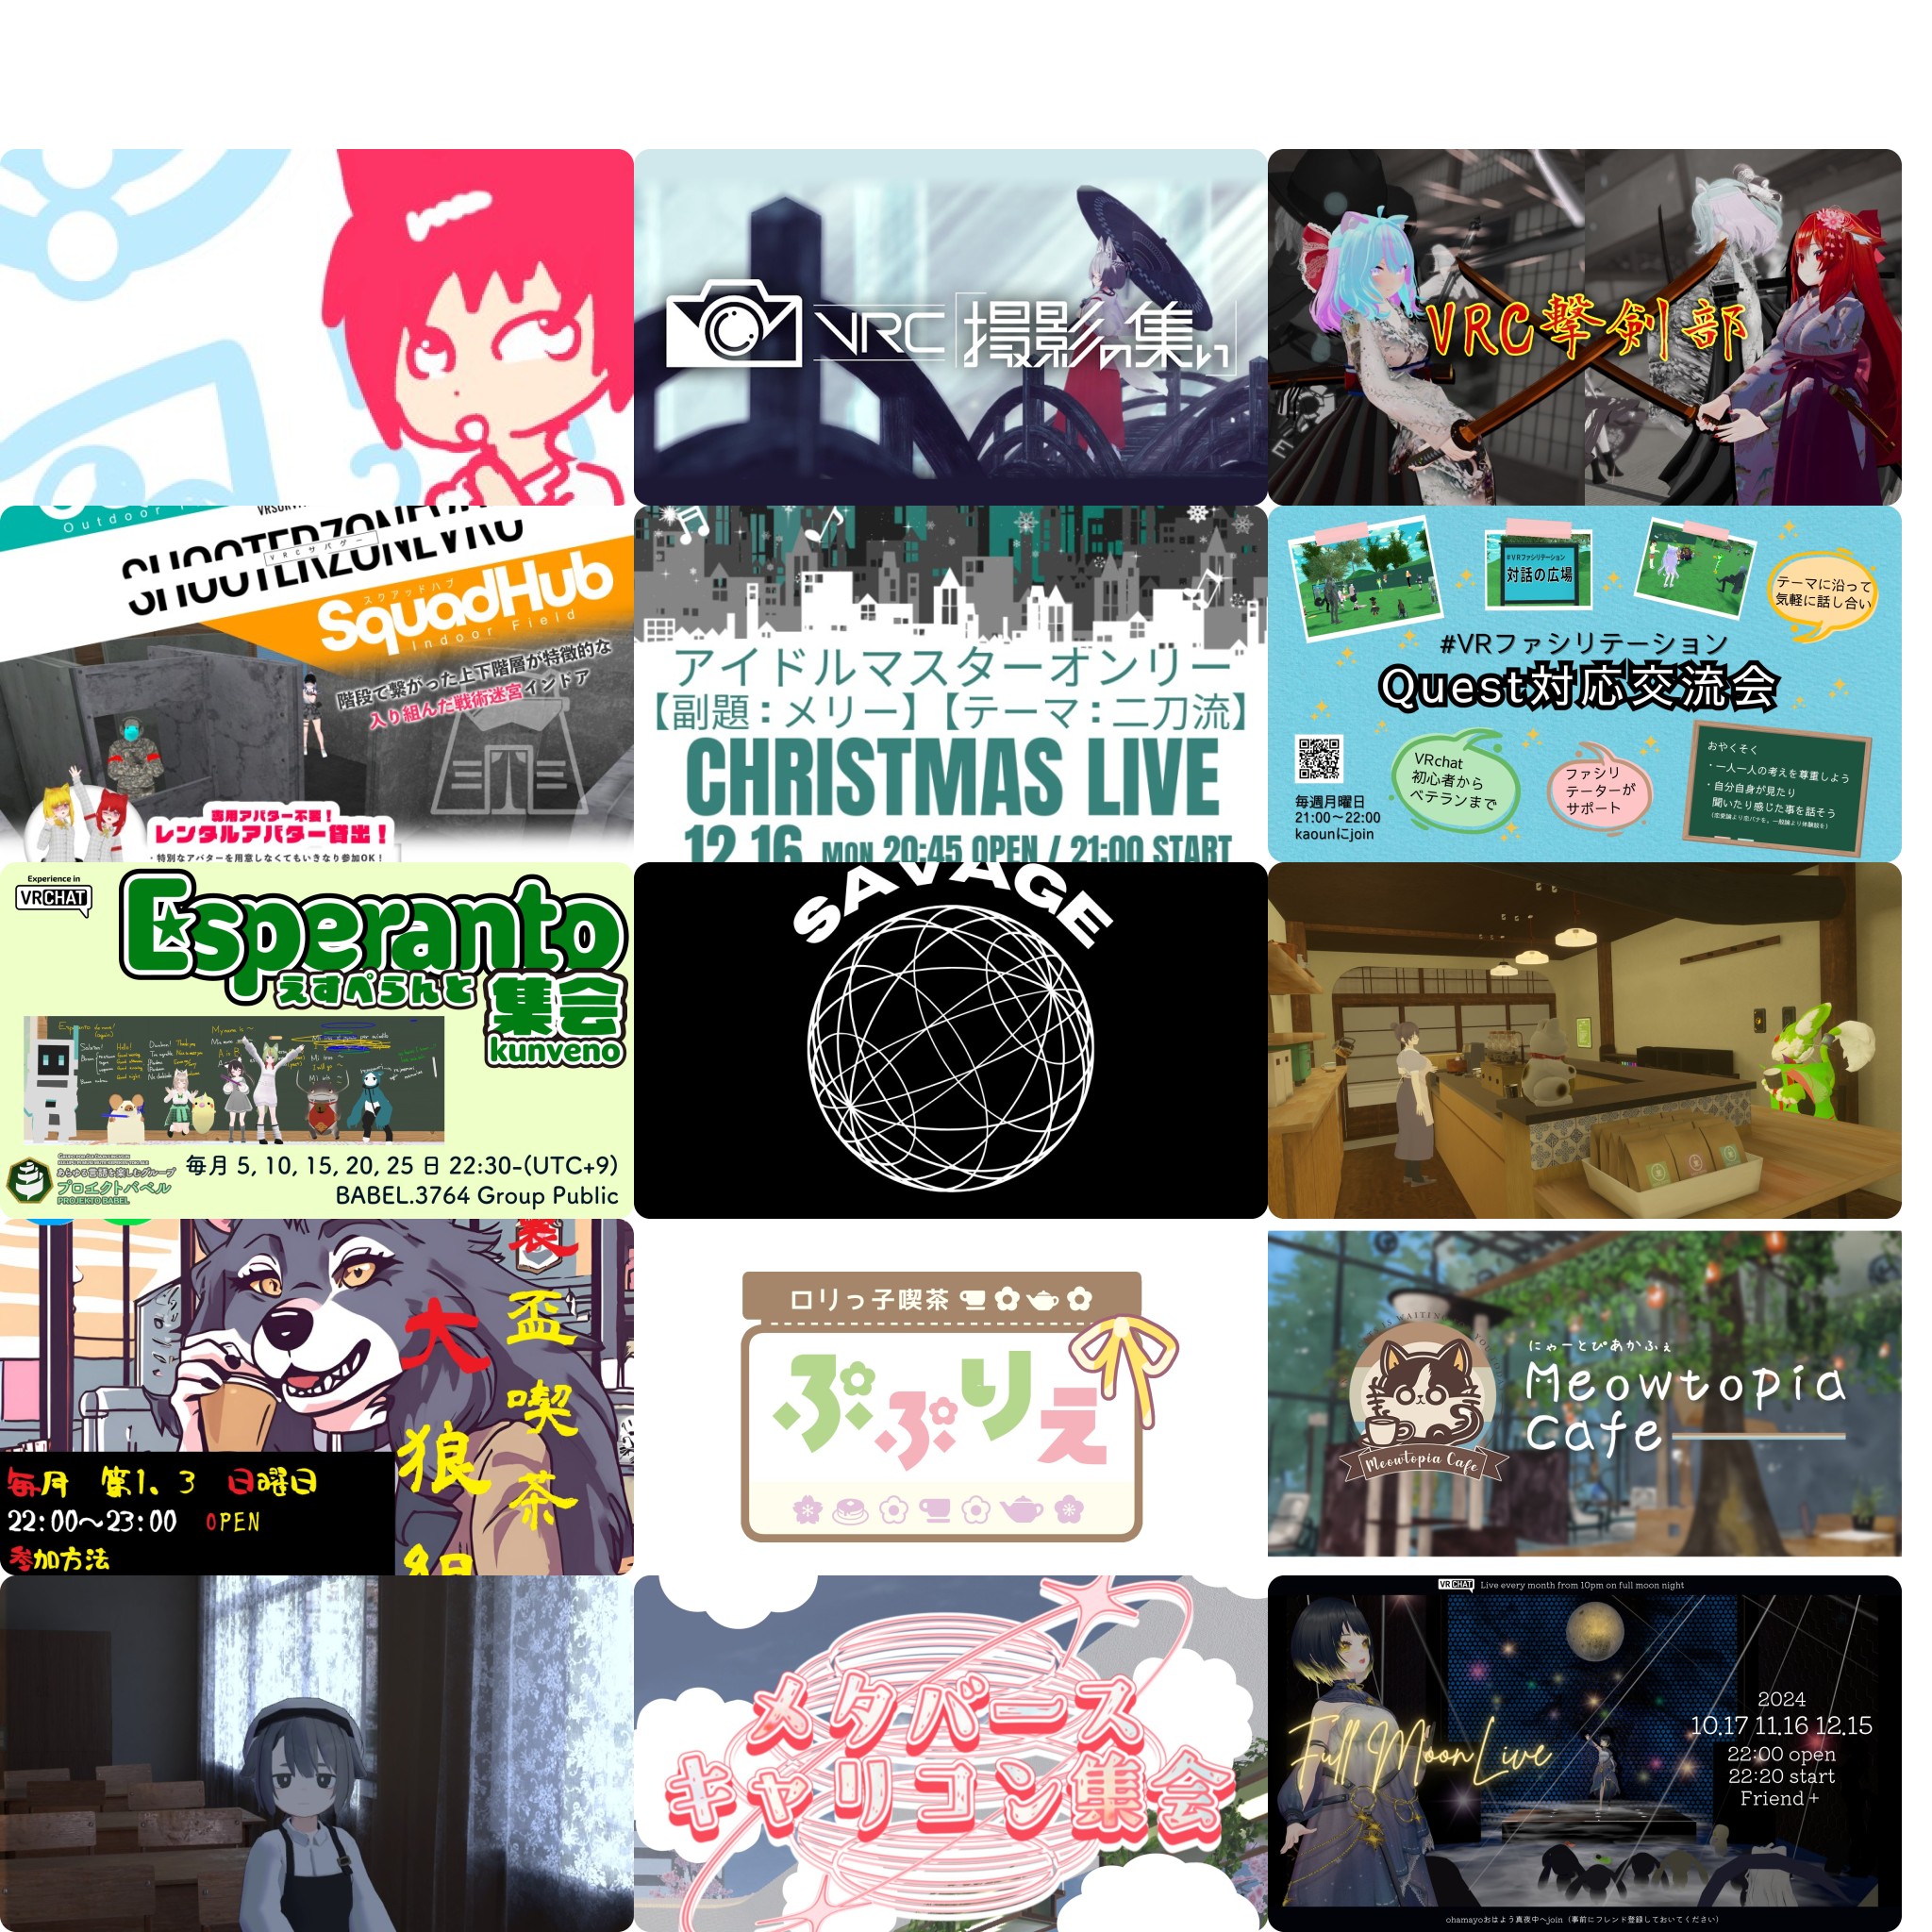 VRC 撮影の集い
VRC撃剣部
Outdoor
SHOOTERZONEVRC
VRCサバゲー
スクアッドハブ
SquadHub
Indoor Field
階段で繋がった上下階層が特徴的な
入り組んだ戦術迷宮インドア
専用アバター不要！
レンタルアバター貸出！
・特別なアバターを用意しなくてもいきなり参加OK！
アイドルマスターオンリー
【副題：メリー】【テーマ：二刀流】
CHRISTMAS LIVE
12.16 MON 20:45 OPEN / 21:00 START
#VRファシリテーション
対話の広場
テーマに沿って
気軽に話し合い
#VRファシリテーション
Quest対応交流会
VRchat
初心者から
ベテランまで
ファシリ
テーターが
サポート
おやくそく
・一人一人の考えを尊重しよう
・自分自身が見たり
聞いたり感じた事を話そう
（恋愛論より恋バナを。一般論より体験談を）
毎週月曜日
21:00～22:00
kaounにjoin
Experience in
VRCHAT
Esperanto
えすぺらんと 集会
kunveno
あらゆる言語を楽しむグループ
プロエクトバベル
PROJEKTO BABEL
毎月 5, 10, 15, 20, 25 日 22:30-(UTC+9)
BABEL.3764 Group Public
SAVAGE
盃喫茶
大狼組
毎月 第1、3 日曜日
22:00～23:00 OPEN
参加方法
ロリっ子喫茶
ぷぷりえ
にゃーとぴあかふぇ
Meowtopia
Cafe
Meowtopia Cafe
メタバース
キャリコン集会
VRCHAT Live every month from 10pm on full moon night
Full Moon Live
2024
10.17 11.16 12.15
22:00 open
22:20 start
Friend +
ohamayoおはよう真夜中へjoin（事前にフレンド登録しておいてください）